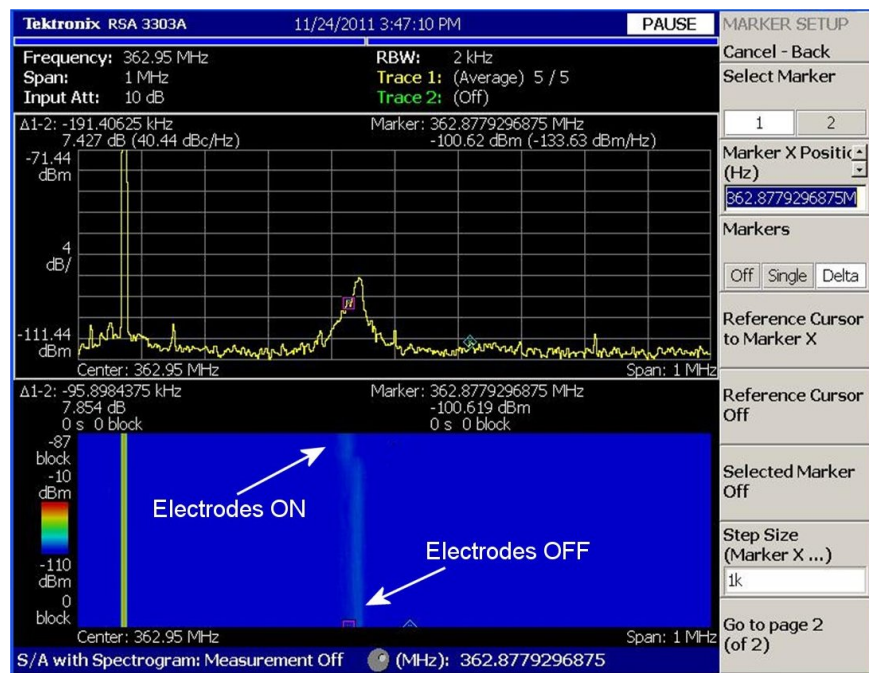 Tektronix RSA 3303A 11/24/2011 3:47:10 PM PAUSE
Frequency: 362.95 MHz RBW: 2 kHz
Span: 1 MHz Trace 1: (Average) 5 / 5
Input Att: 10 dB Trace 2: (Off)
Δ1-2: -191.40625 kHz Marker: 362.8779296875 MHz
7.427 dB (40.44 dBc/Hz) -100.62 dBm (-133.63 dBm/Hz)
-71.44
dBm
4
dB/
-111.44
dBm
Center: 362.95 MHz Span: 1 MHz
Δ1-2: -95.8984375 kHz Marker: 362.8779296875 MHz
7.854 dB -100.619 dBm
0 s 0 block 0 s 0 block
-87
block
-10
dBm
Electrodes ON
Electrodes OFF
-110
dBm
0
block
Center: 362.95 MHz Span: 1 MHz
S/A with Spectrogram: Measurement Off (MHz): 362.8779296875
MARKER SETUP
Cancel - Back
Select Marker
1 2
Marker X Positic
(Hz)
362.8779296875M
Markers
Off Single Delta
Reference Cursor
to Marker X
Reference Cursor
Off
Selected Marker
Off
Step Size
(Marker X ...)
1k
Go to page 2
(of 2)